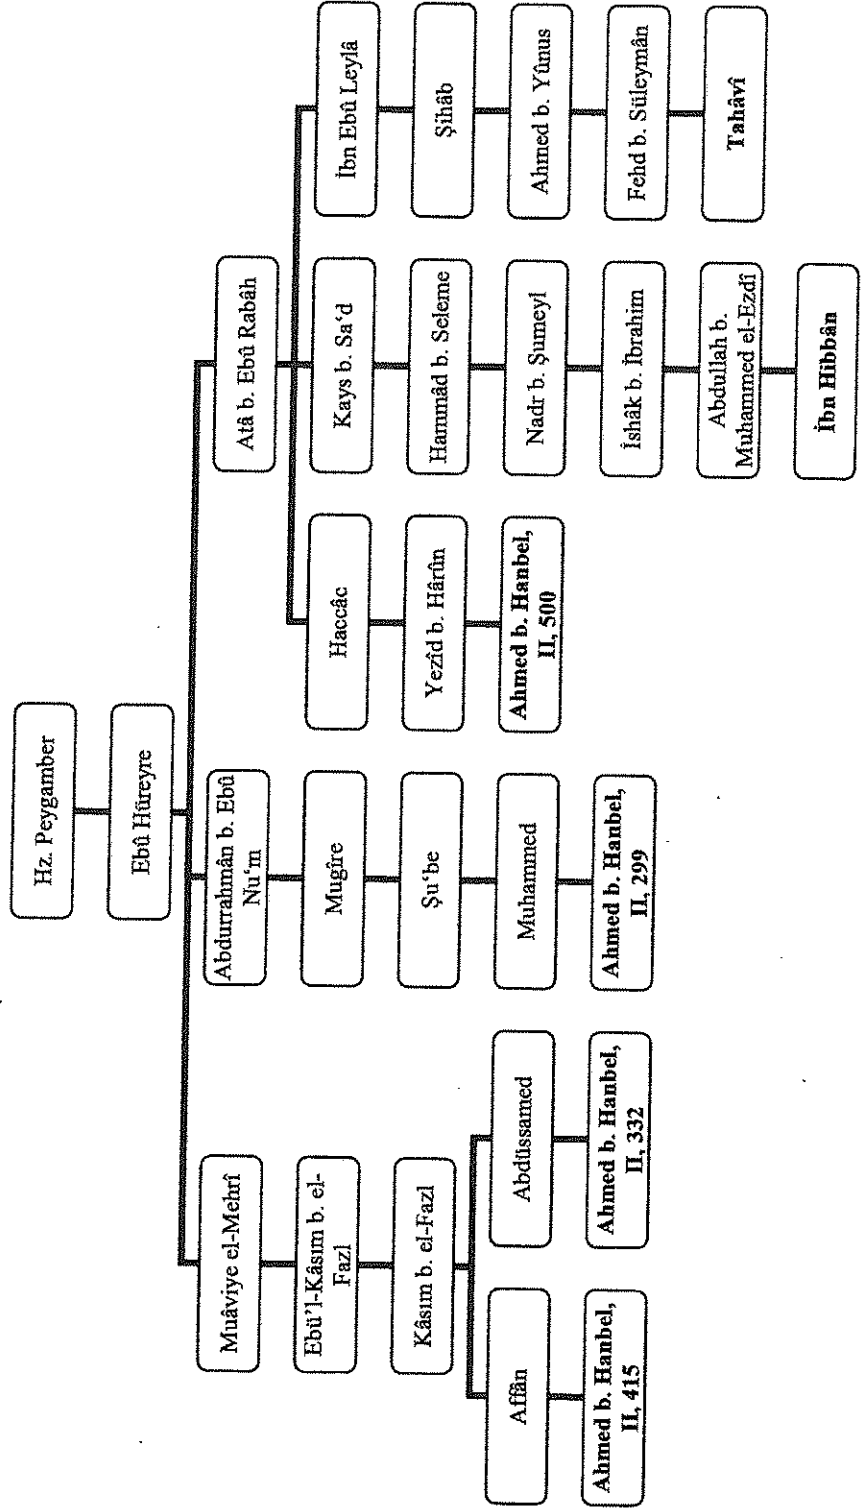 Hz. Peygamber
Ebû Hüreyre
Muâviye el-Mehrî
Abdurrahmân b. Ebû
Nu‘m
Atâ b. Ebû Rabâh
Ebü’l-Kâsım b. el-
Fazl
Mugîre
Haccâc
Kays b. Sa‘d
İbn Ebû Leylâ
Kâsım b. el-Fazl
Şu‘be
Yezîd b. Hârûn
Hammâd b. Seleme
Şihâb
Affân
Abdüssamed
Muhammed
Ahmed b. Hanbel,
II, 500
Nadr b. Şumeyl
Ahmed b. Yûnus
Ahmed b. Hanbel,
II, 415
Ahmed b. Hanbel,
II, 332
Ahmed b. Hanbel,
II, 299
İshâk b. İbrahim
Fehd b. Süleymân
Abdullah b.
Muhammed el-Ezdî
Tahâvî
İbn Hibbân